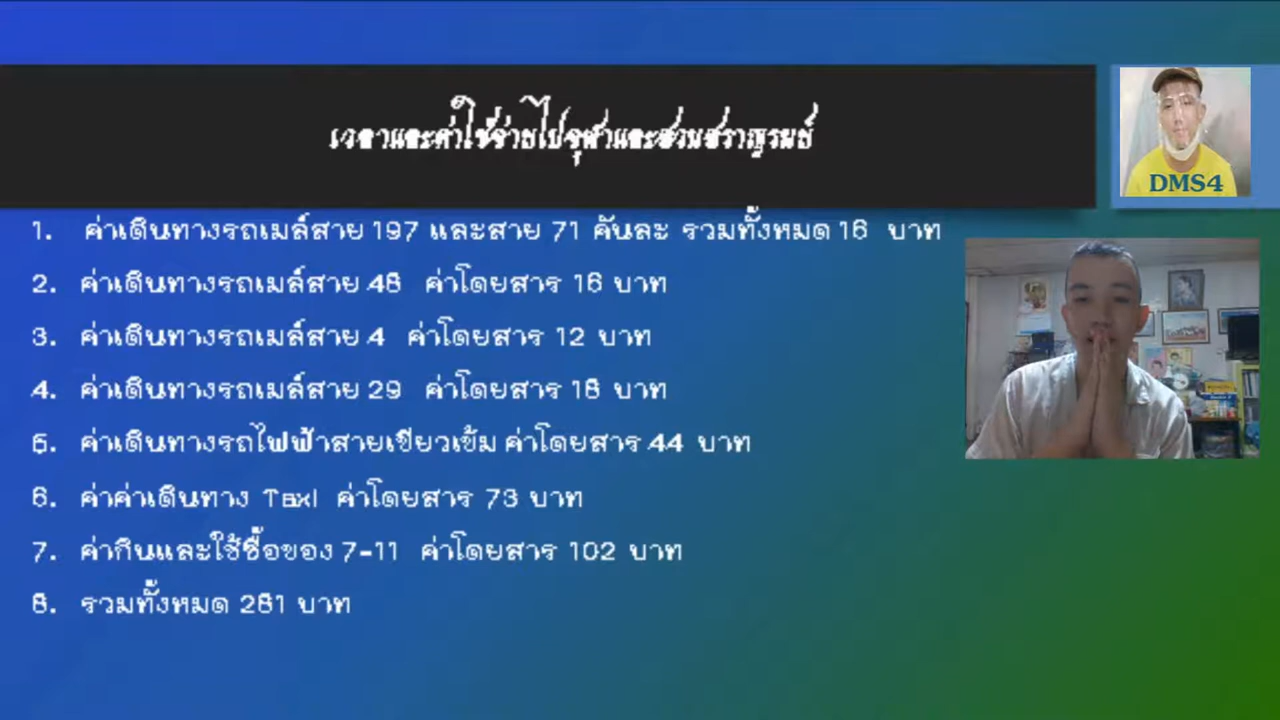 เวลาและค่าใช้จ่ายไปจุฬาและสวนสราญรมย์
DMS4
1. ค่าเดินทางรถเมล์สาย 197 และสาย 71 คันละ รวมทั้งหมด 16 บาท
2. ค่าเดินทางรถเมล์สาย 48 ค่าโดยสาร 16 บาท
3. ค่าเดินทางรถเมล์สาย 4 ค่าโดยสาร 12 บาท
4. ค่าเดินทางรถเมล์สาย 29 ค่าโดยสาร 18 บาท
5. ค่าเดินทางรถไฟฟ้าสายเขียวเข้ม ค่าโดยสาร 44 บาท
6. ค่าค่าเดินทาง Taxi ค่าโดยสาร 73 บาท
7. ค่ากินและใช้ซื้อของ 7-11 ค่าโดยสาร 102 บาท
8. รวมทั้งหมด 281 บาท